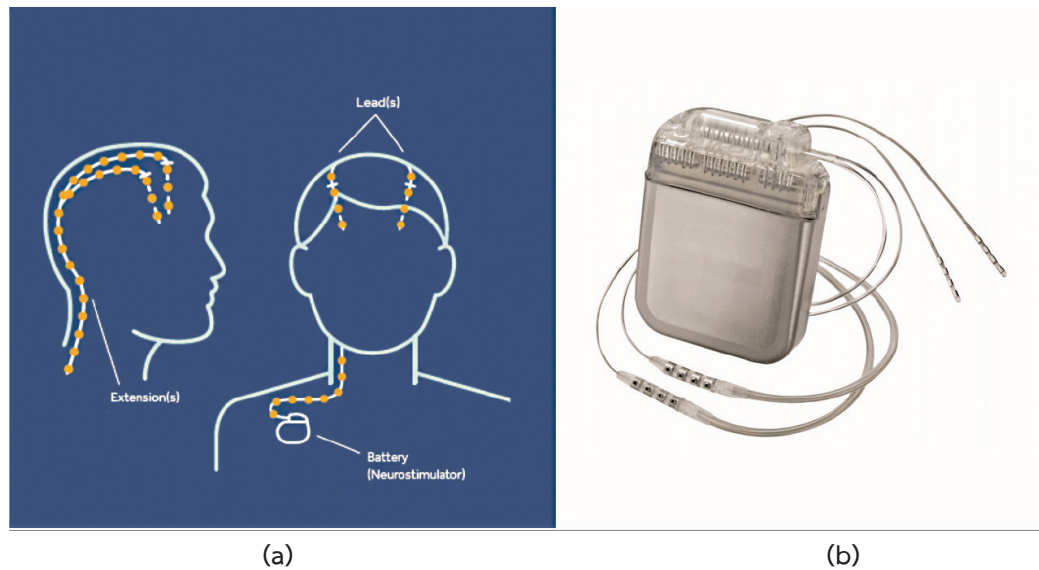 Lead(s)
Extension(s)
Battery
(Neurostimulator)
(a)
(b)